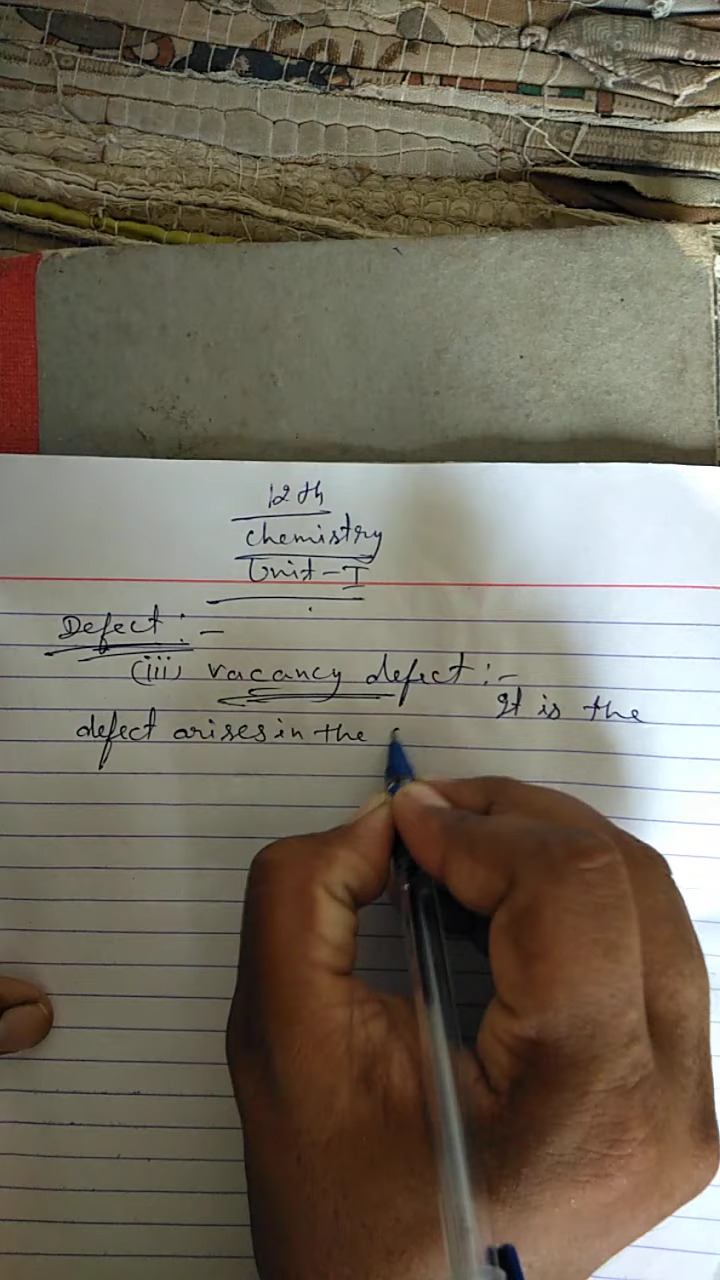 12th
Chemistry
Unit - I
Defect : -
(iii) vacancy defect :-
It is the
defect arises in the